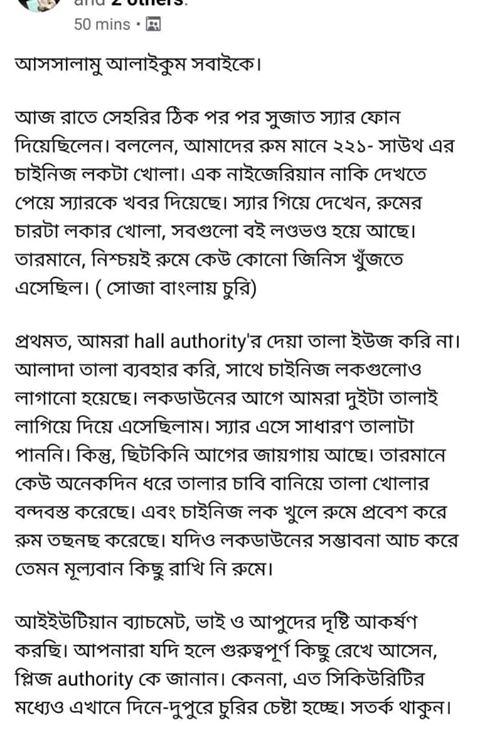 and 2 others.
50 mins •
আসসালামু আলাইকুম সবাইকে।
আজ রাতে সেহরির ঠিক পর পর সুজাত স্যার ফোন
দিয়েছিলেন। বললেন, আমাদের রুম মানে ২২১- সাউথ এর
চাইনিজ লকটা খোলা। এক নাইজেরিয়ান নাকি দেখতে
পেয়ে স্যারকে খবর দিয়েছে। স্যার গিয়ে দেখেন, রুমের
চারটা লকার খোলা, সবগুলো বই লণ্ডভণ্ড হয়ে আছে।
তারমানে, নিশ্চয়ই রুমে কেউ কোনো জিনিস খুঁজতে
এসেছিল। ( সোজা বাংলায় চুরি)
প্রথমত, আমরা hall authority'র দেয়া তালা ইউজ করি না।
আলাদা তালা ব্যবহার করি, সাথে চাইনিজ লকগুলোও
লাগানো হয়েছে। লকডাউনের আগে আমরা দুইটা তালাই
লাগিয়ে দিয়ে এসেছিলাম। স্যার এসে সাধারণ তালাটা
পাননি। কিন্তু, ছিটকিনি আগের জায়গায় আছে। তারমানে
কেউ অনেকদিন ধরে তালার চাবি বানিয়ে তালা খোলার
বন্দবস্ত করেছে। এবং চাইনিজ লক খুলে রুমে প্রবেশ করে
রুম তছনছ করেছে। যদিও লকডাউনের সম্ভাবনা আচ করে
তেমন মূল্যবান কিছু রাখি নি রুমে।
আইইউটিয়ান ব্যাচমেট, ভাই ও আপুদের দৃষ্টি আকর্ষণ
করছি। আপনারা যদি হলে গুরুত্বপূর্ণ কিছু রেখে আসেন,
প্লিজ authority কে জানান। কেননা, এত সিকিউরিটির
মধ্যেও এখানে দিনে-দুপুরে চুরির চেষ্টা হচ্ছে। সতর্ক থাকুন।